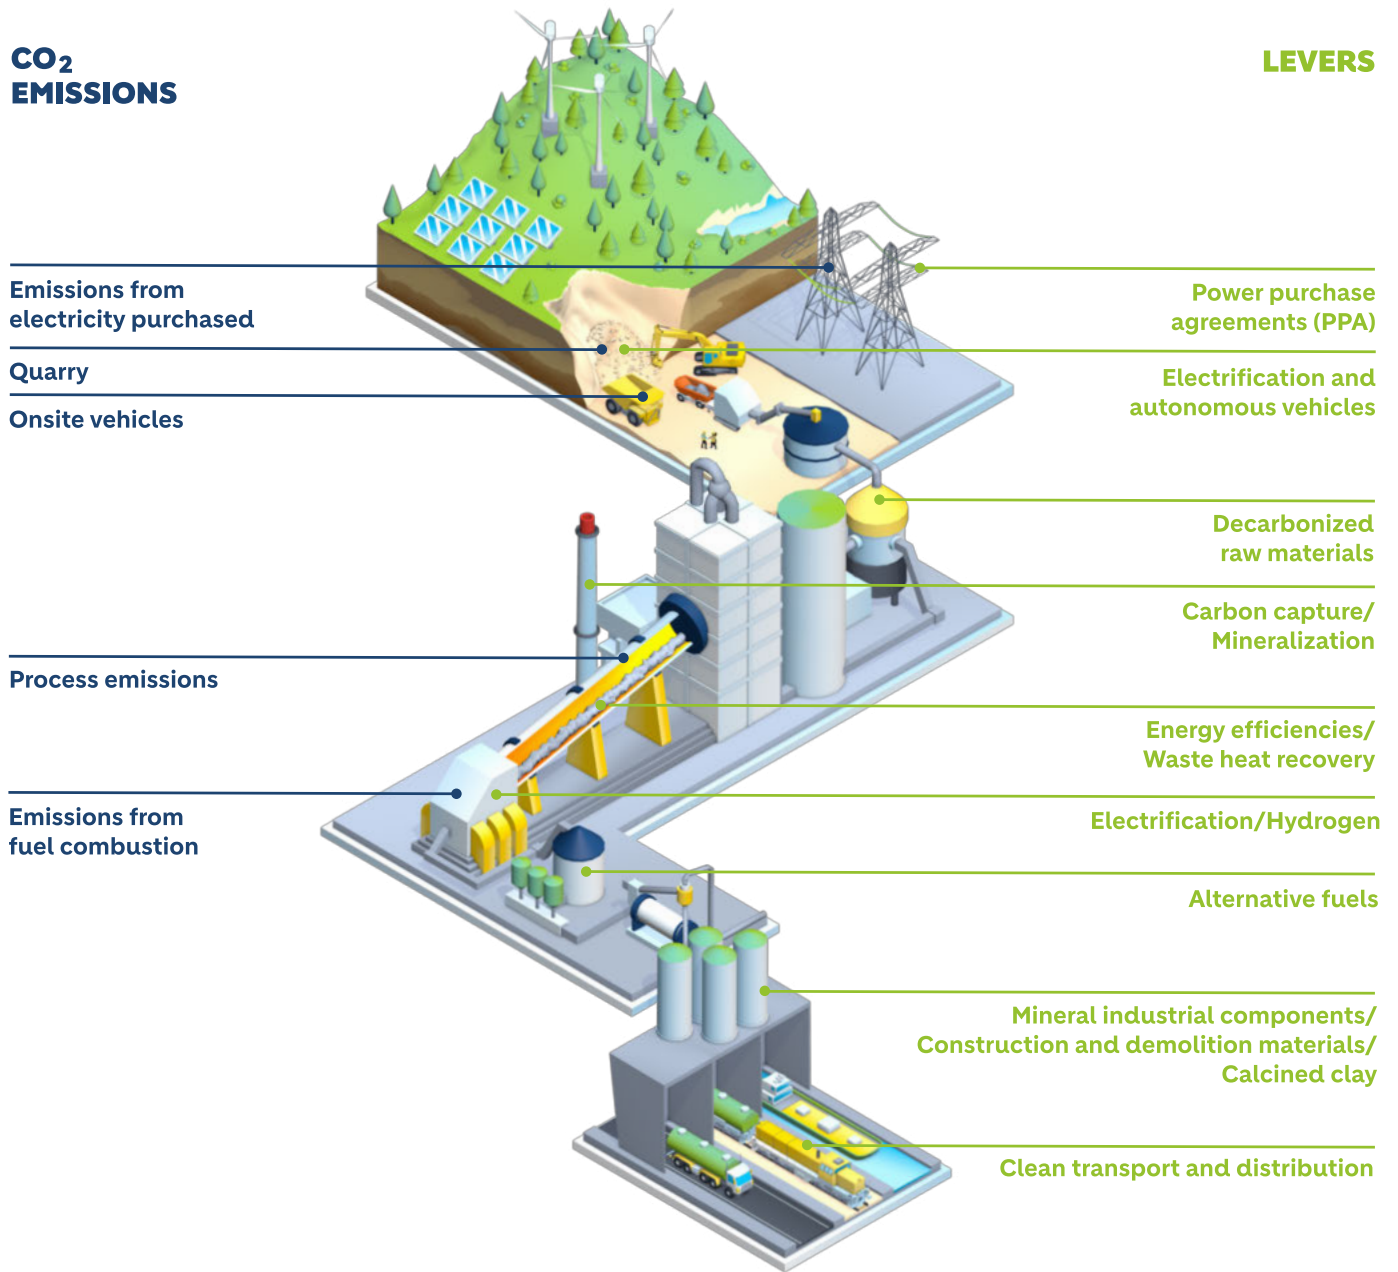 CO₂
EMISSIONS
LEVERS
Emissions from
electricity purchased
Quarry
Onsite vehicles
Process emissions
Emissions from
fuel combustion
Power purchase
agreements (PPA)
Electrification and
autonomous vehicles
Decarbonized
raw materials
Carbon capture/
Mineralization
Energy efficiencies/
Waste heat recovery
Electrification/Hydrogen
Alternative fuels
Mineral industrial components/
Construction and demolition materials/
Calcined clay
Clean transport and distribution